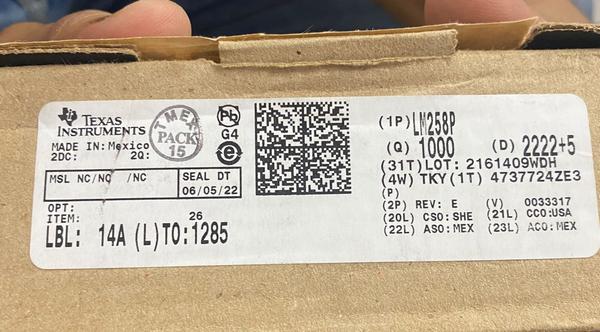 TEXAS
INSTRUMENTS
MADE IN: Mexico
2DC: 2Q:
TMEX
PACK
15
Pb
G4
e
MSL NC/NC /NC
SEAL DT
06/05/22
OPT:
ITEM: 26
LBL: 14A (L)TO:1285
(1P) LM258P
(Q) 1000 (D) 2222+5
(31T)LOT: 2161409WDH
(4W) TKY(1T) 4737724ZE3
(P)
(2P) REV: E (V) 0033317
(20L) CSO:SHE (21L) CCO:USA
(22L) ASO:MEX (23L) ACO:MEX